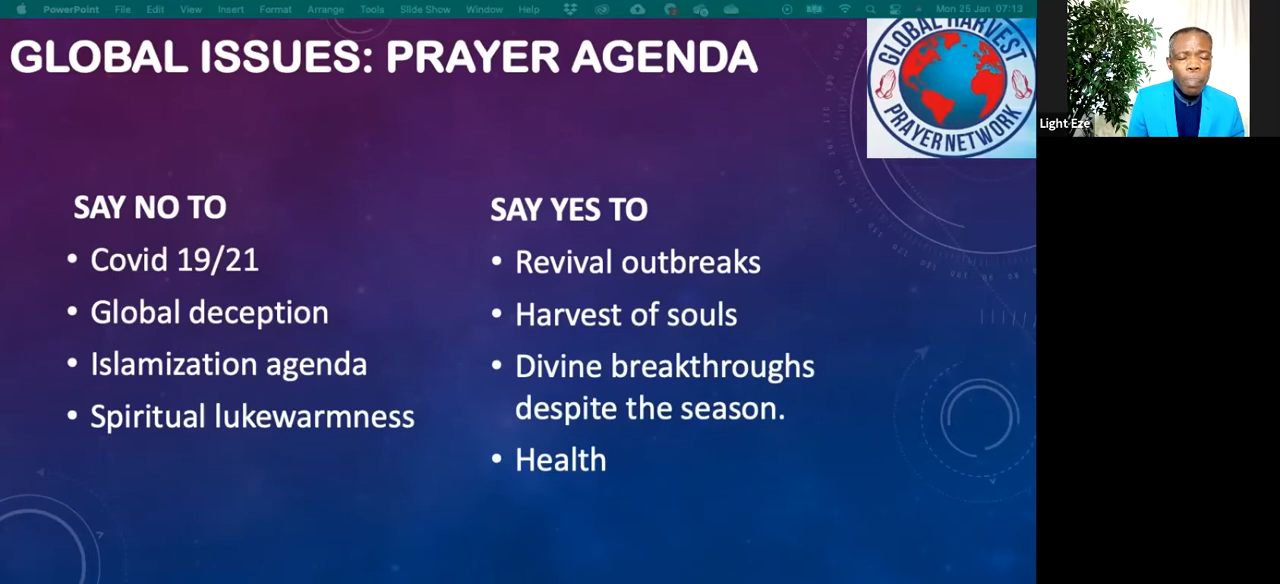 PowerPoint File Edit View Insert Format Arrange Tools Slide Show Window Help Mon 25 Jan 07:13
GLOBAL ISSUES: PRAYER AGENDA
GLOBAL HARVEST
PRAYER NETWORK
Light Eze
SAY NO TO
• Covid 19/21
• Global deception
• Islamization agenda
• Spiritual lukewarmness
SAY YES TO
• Revival outbreaks
• Harvest of souls
• Divine breakthroughs
despite the season.
• Health